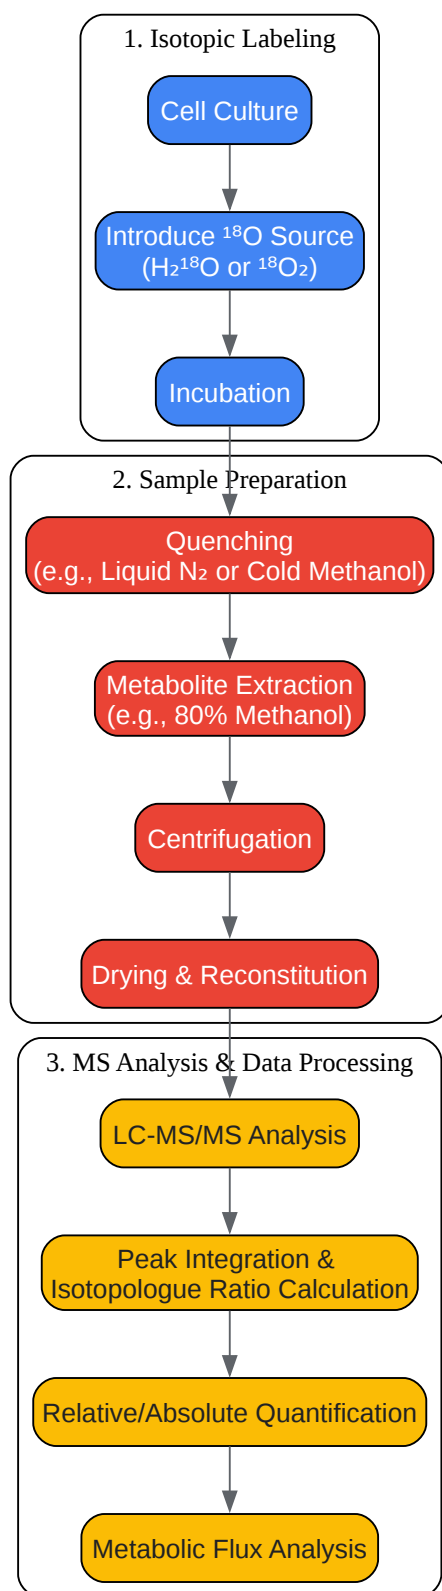 1. Isotopic Labeling
Cell Culture
Introduce ¹⁸O Source
(H₂¹⁸O or ¹⁸O₂)
Incubation
2. Sample Preparation
Quenching
(e.g., Liquid N₂ or Cold Methanol)
Metabolite Extraction
(e.g., 80% Methanol)
Centrifugation
Drying & Reconstitution
3. MS Analysis & Data Processing
LC-MS/MS Analysis
Peak Integration &
Isotopologue Ratio Calculation
Relative/Absolute Quantification
Metabolic Flux Analysis